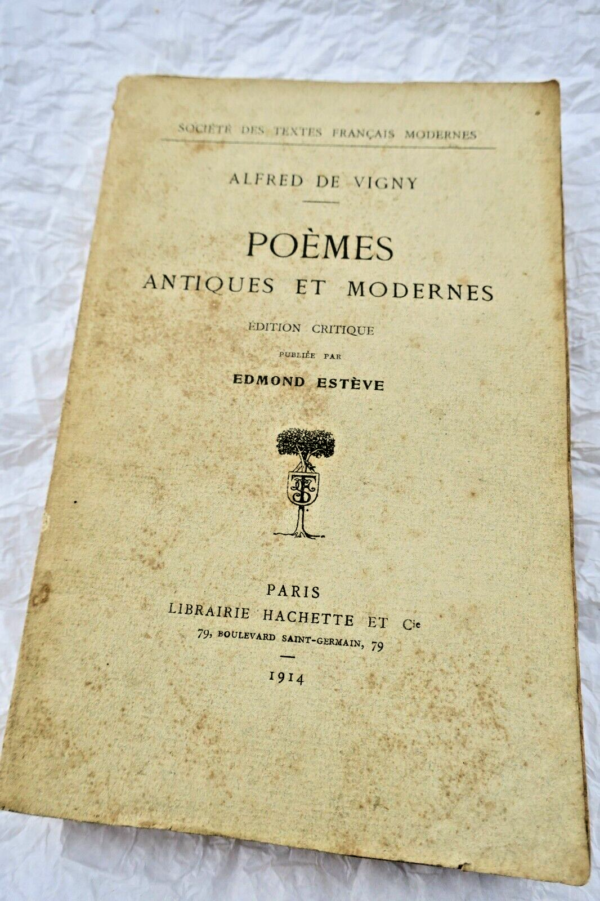 SOCIÉTÉ DES TEXTES FRANÇAIS MODERNES
ALFRED DE VIGNY
POÈMES
ANTIQUES ET MODERNES
ÉDITION CRITIQUE
PUBLIÉE PAR
EDMOND ESTÈVE
PARIS
LIBRAIRIE HACHETTE ET Cie
79, BOULEVARD SAINT-GERMAIN, 79
1914